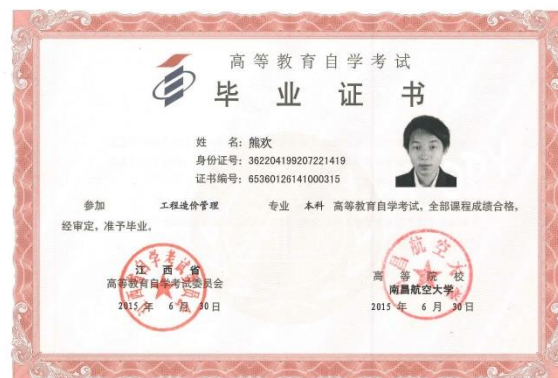 高等教育自学考试
毕业证书
姓 名：熊欢
身份证号：362204199207221419
证书编号：65360126141000315
参加 工程造价管理 专业 本科 高等教育自学考试，全部课程成绩合格，
经审定，准予毕业。
江西省
高等教育自学考试委员会
2015 年 6 月 30日
高等院校
南昌航空大学
2015 年 6 月 30日